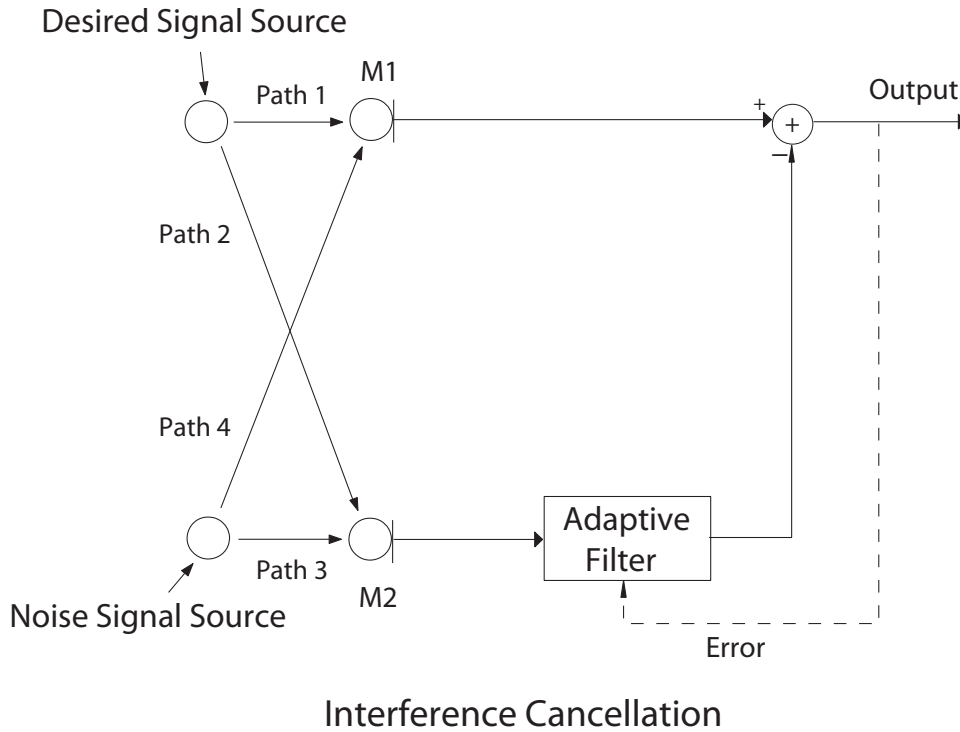 Desired Signal Source
M1
Path 1
Output
+
+
−
Path 2
Path 4
Adaptive
Filter
Path 3
M2
Noise Signal Source
Error
Interference Cancellation